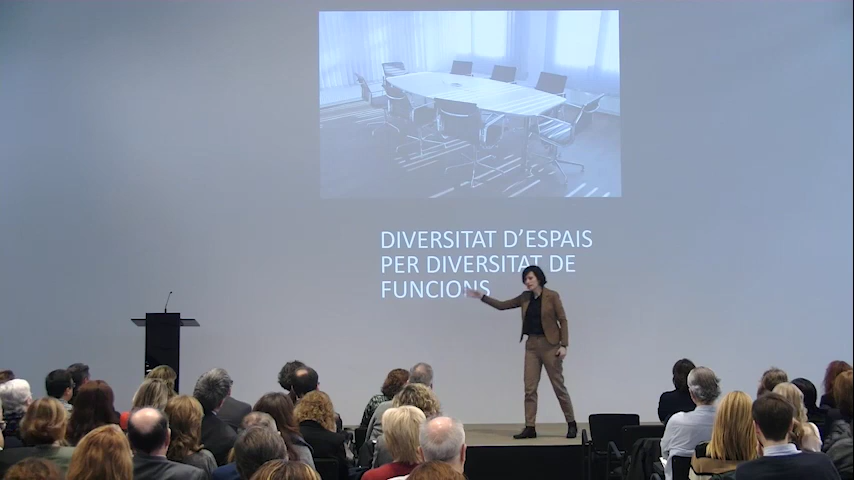 DIVERSITAT D’ESPAIS
PER DIVERSITAT DE
FUNCIONS